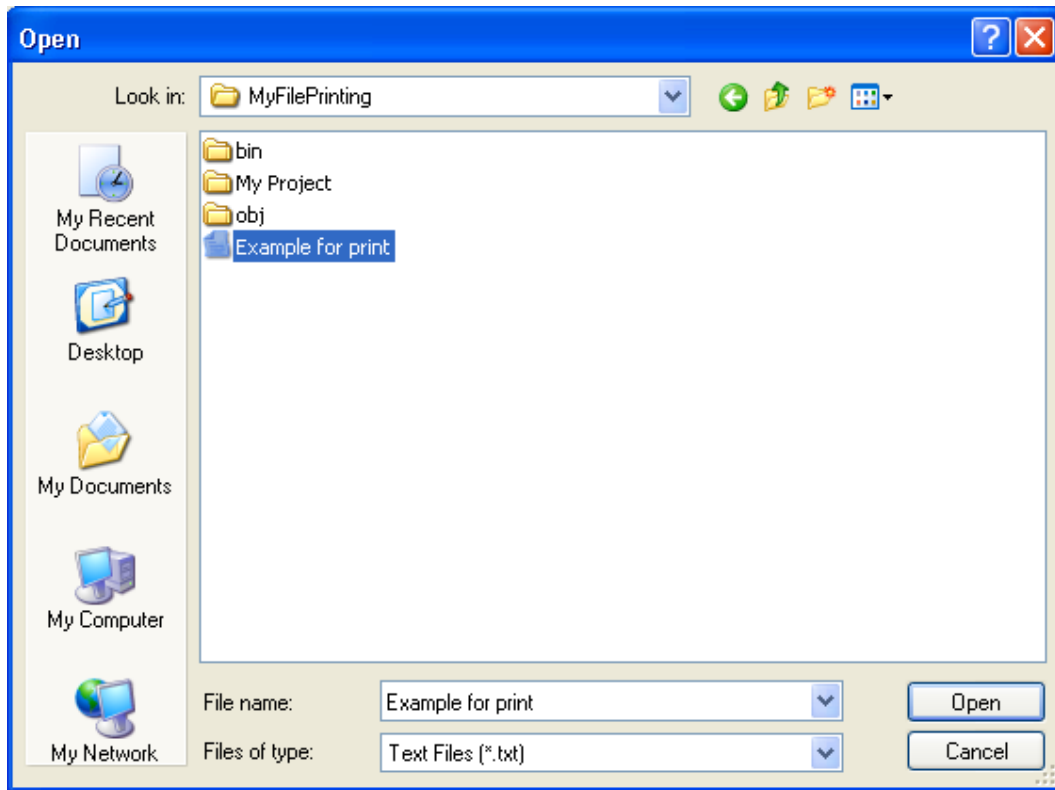 Open
Look in: MyFilePrinting
bin
My Project
obj
Example for print
My Recent
Documents
Desktop
My Documents
My Computer
My Network
File name: Example for print Open
Files of type: Text Files (*.txt) Cancel